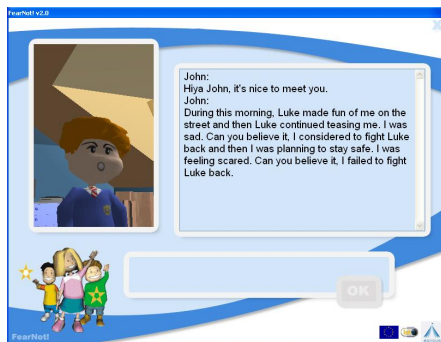 FearNot! v2.0
John:
Hiya John, it's nice to meet you.
John:
During this morning, Luke made fun of me on the
street and then Luke continued teasing me. I was
sad. Can you believe it, I considered to fight Luke
back and then I was planning to stay safe. I was
feeling scared. Can you believe it, I failed to fight
Luke back.
OK
FearNot!